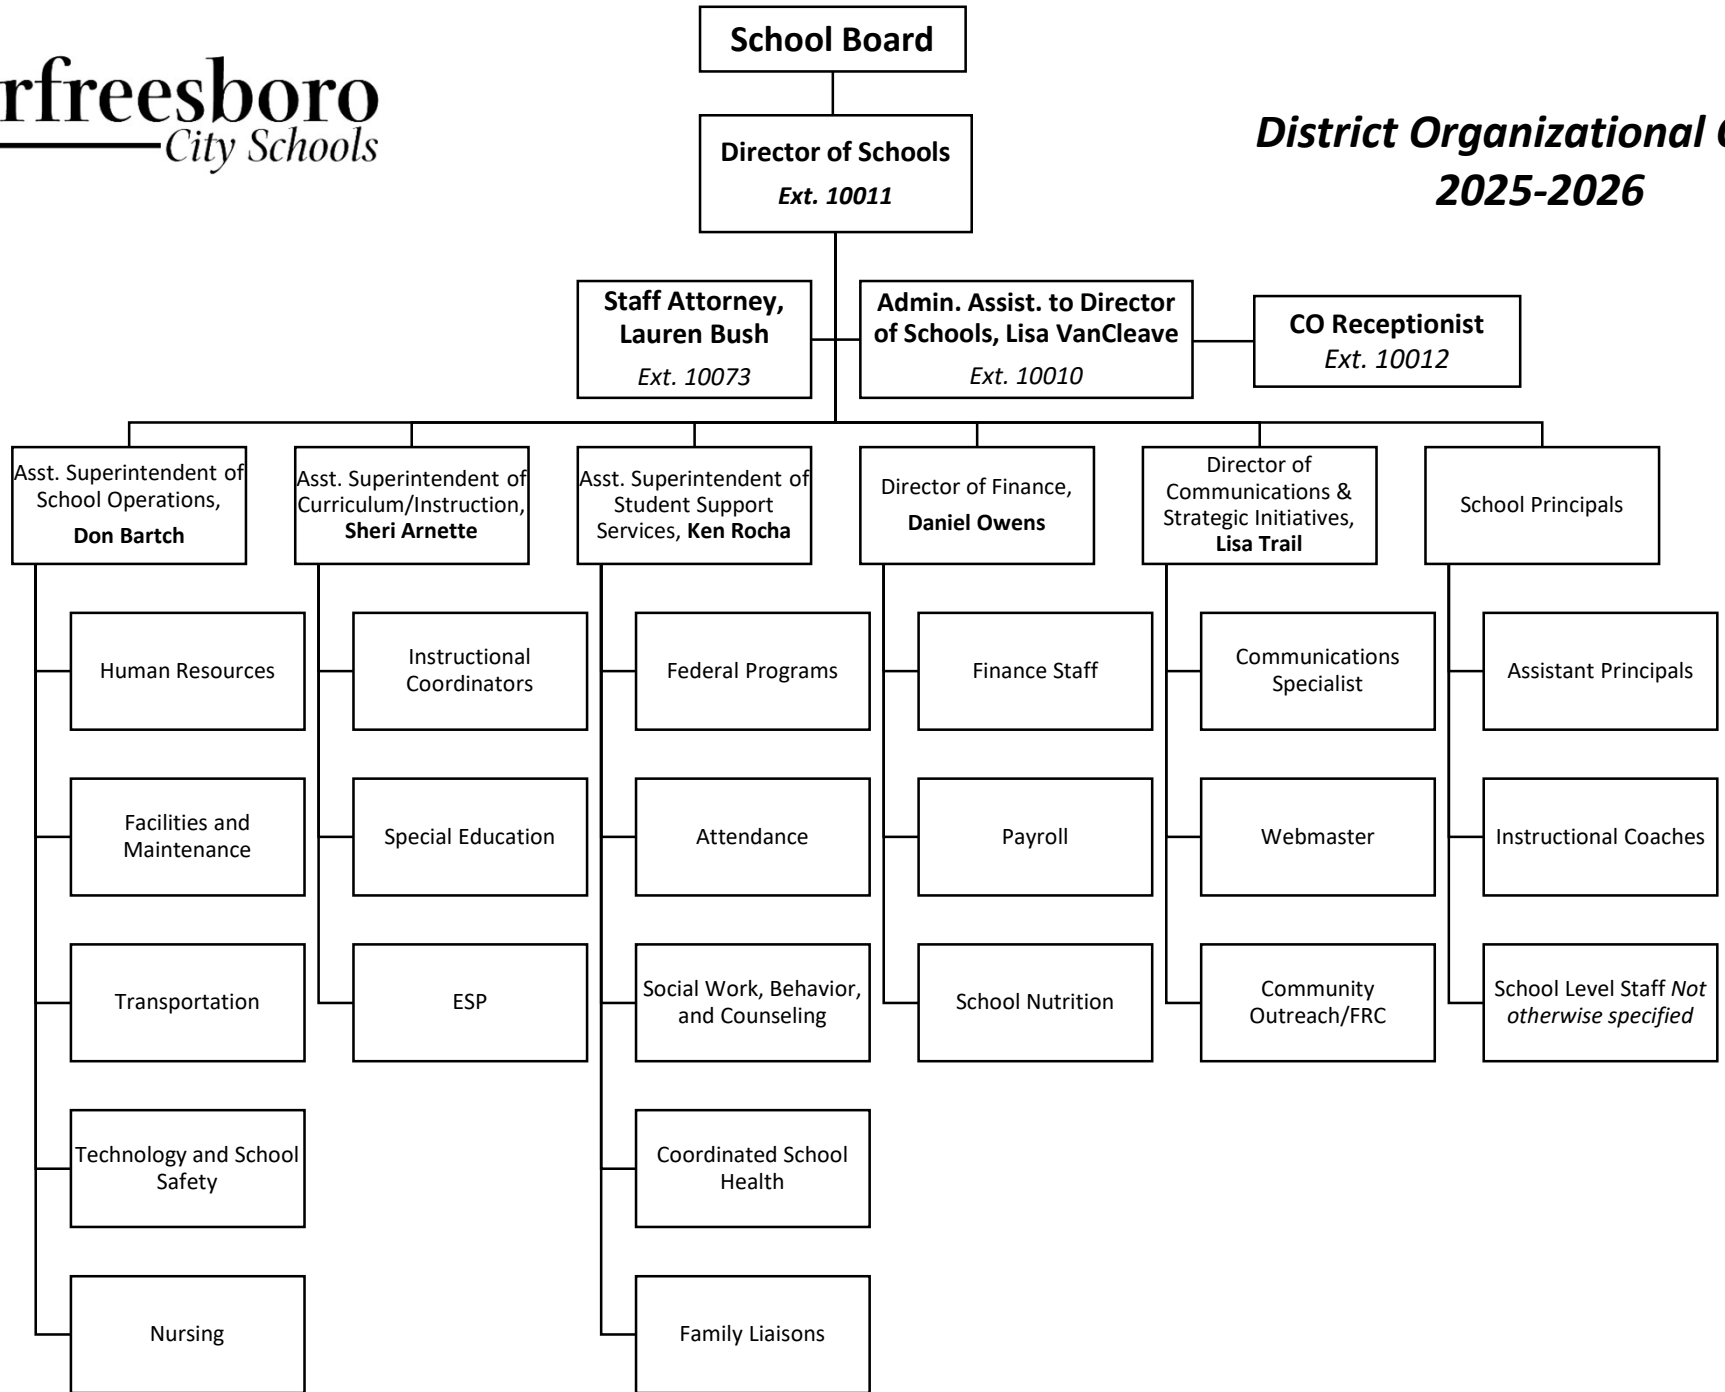 School Board
rfreesboro
City Schools
District Organizational
2025-2026
Director of Schools
Ext. 10011
Staff Attorney,
Lauren Bush
Ext. 10073
Admin. Assist. to Director
of Schools, Lisa VanCleave
Ext. 10010
CO Receptionist
Ext. 10012
Asst. Superintendent of
School Operations,
Don Bartch
Asst. Superintendent of
Curriculum/Instruction,
Sheri Arnette
Asst. Superintendent of
Student Support
Services, Ken Rocha
Director of Finance,
Daniel Owens
Director of
Communications &
Strategic Initiatives,
Lisa Trail
School Principals
Human Resources
Instructional
Coordinators
Federal Programs
Finance Staff
Communications
Specialist
Assistant Principals
Facilities and
Maintenance
Special Education
Attendance
Payroll
Webmaster
Instructional Coaches
Transportation
ESP
Social Work, Behavior,
and Counseling
School Nutrition
Community
Outreach/FRC
School Level Staff Not
otherwise specified
Technology and School
Safety
Coordinated School
Health
Nursing
Family Liaisons